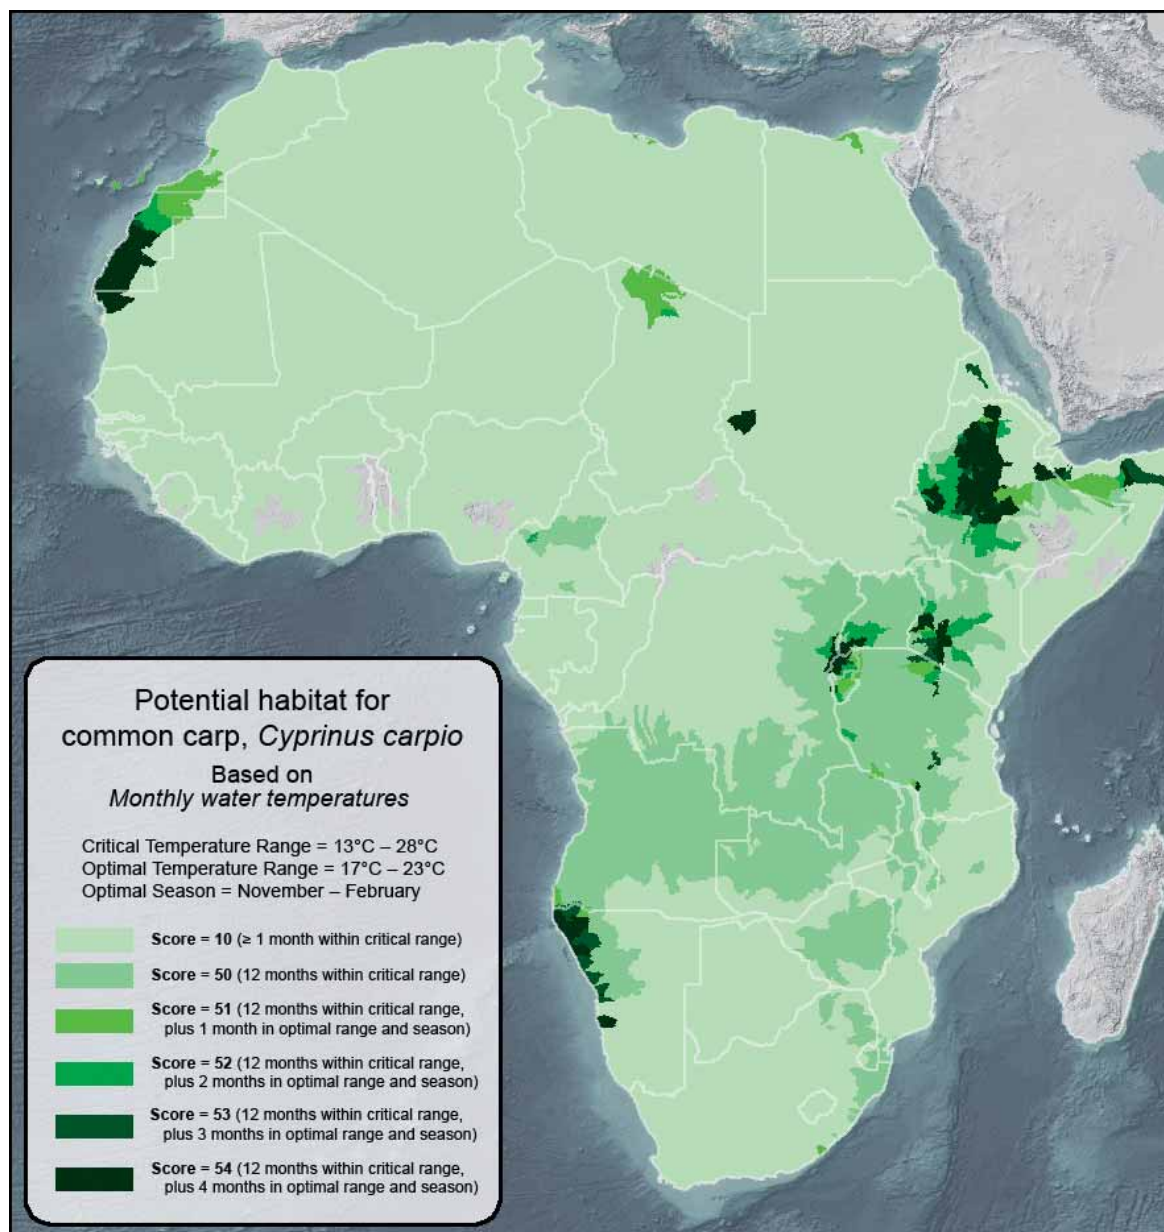 Potential habitat for
common carp, Cyprinus carpio
Based on
Monthly water temperatures
Critical Temperature Range = 13°C – 28°C
Optimal Temperature Range = 17°C – 23°C
Optimal Season = November – February
Score = 10 (≥ 1 month within critical range)
Score = 50 (12 months within critical range)
Score = 51 (12 months within critical range,
plus 1 month in optimal range and season)
Score = 52 (12 months within critical range,
plus 2 months in optimal range and season)
Score = 53 (12 months within critical range,
plus 3 months in optimal range and season)
Score = 54 (12 months within critical range,
plus 4 months in optimal range and season)